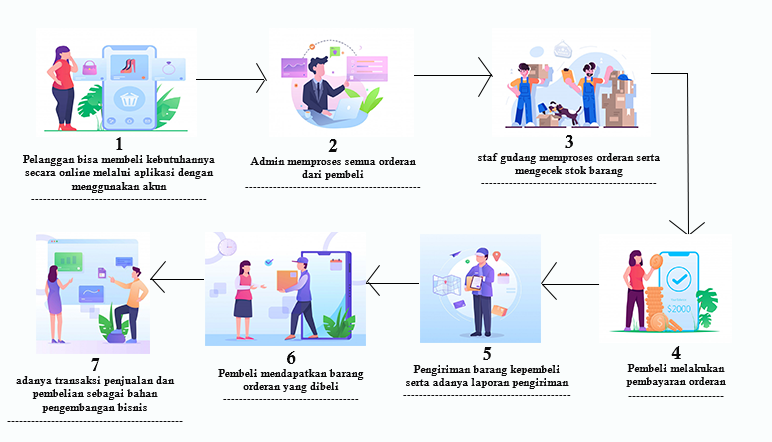 1
Pelanggan bisa membeli kebutuhannya
secara online melalui aplikasi dengan
menggunakan akun
2
Admin memproses semua orderan
dari pembeli
3
staf gudang memproses orderan serta
mengecek stok barang
$2000
4
Pembeli melakukan
pembayaran orderan
5
Pengiriman barang kepembeli
serta adanya laporan pengiriman
6
Pembeli mendapatkan barang
orderan yang dibeli
7
adanya transaksi penjualan dan
pembelian sebagai bahan
pengembangan bisnis